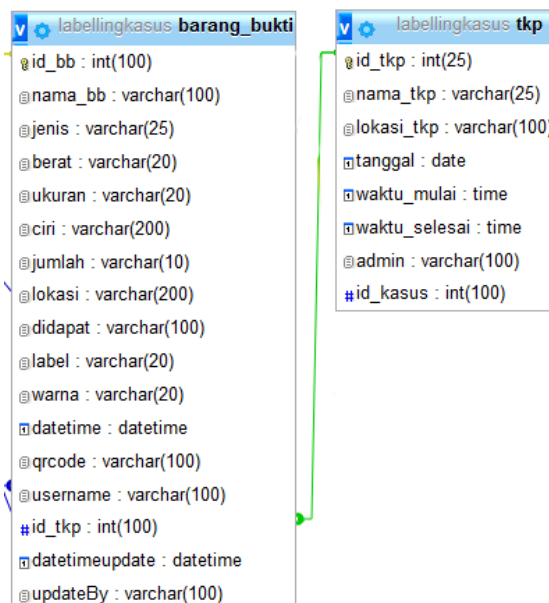 v labellingkasus barang_bukti
id_bb : int(100)
nama_bb : varchar(100)
jenis : varchar(25)
berat : varchar(20)
ukuran : varchar(20)
ciri : varchar(200)
jumlah : varchar(10)
lokasi : varchar(200)
didapat : varchar(100)
label : varchar(20)
warna : varchar(20)
datetime : datetime
qrcode : varchar(100)
username : varchar(100)
# id_tkp : int(100)
datetimeupdate : datetime
updateBy : varchar(100)
v labellingkasus tkp
id_tkp : int(25)
nama_tkp : varchar(25)
lokasi_tkp : varchar(100)
tanggal : date
waktu_mulai : time
waktu_selesai : time
admin : varchar(100)
# id_kasus : int(100)